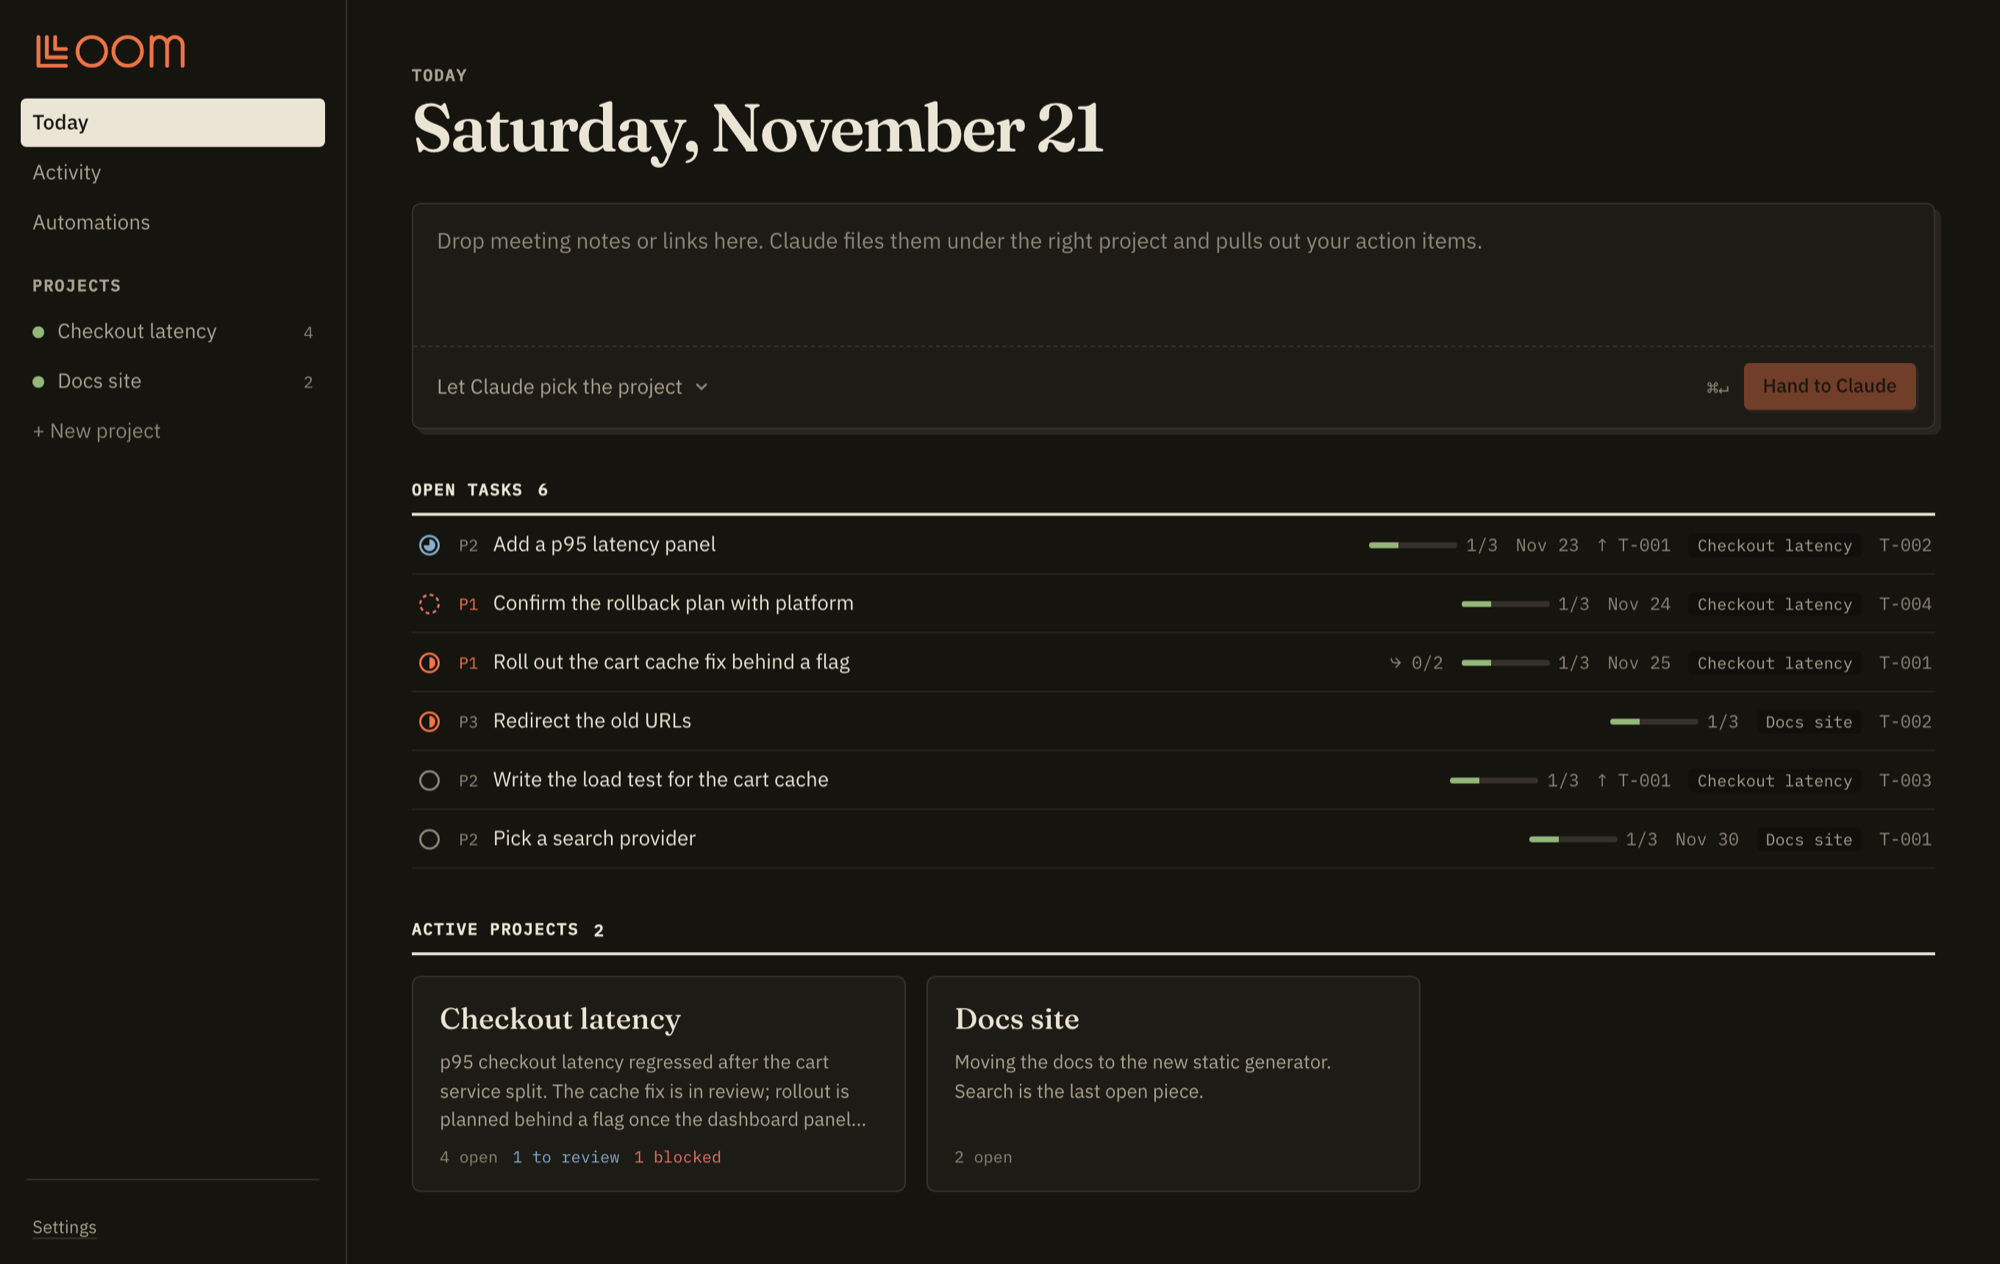 Loom
Today
Activity
Automations
PROJECTS
Checkout latency 4
Docs site 2
+ New project
Settings
TODAY
Saturday, November 21
Drop meeting notes or links here. Claude files them under the right project and pulls out your action items.
Let Claude pick the project
⌘↵ Hand to Claude
OPEN TASKS 6
P2 Add a p95 latency panel 1/3 Nov 23 ↑ T-001 Checkout latency T-002
P1 Confirm the rollback plan with platform 1/3 Nov 24 Checkout latency T-004
P1 Roll out the cart cache fix behind a flag ↳ 0/2 1/3 Nov 25 Checkout latency T-001
P3 Redirect the old URLs 1/3 Docs site T-002
P2 Write the load test for the cart cache 1/3 ↑ T-001 Checkout latency T-003
P2 Pick a search provider 1/3 Nov 30 Docs site T-001
ACTIVE PROJECTS 2
Checkout latency
p95 checkout latency regressed after the cart
service split. The cache fix is in review; rollout is
planned behind a flag once the dashboard panel...
4 open 1 to review 1 blocked
Docs site
Moving the docs to the new static generator.
Search is the last open piece.
2 open